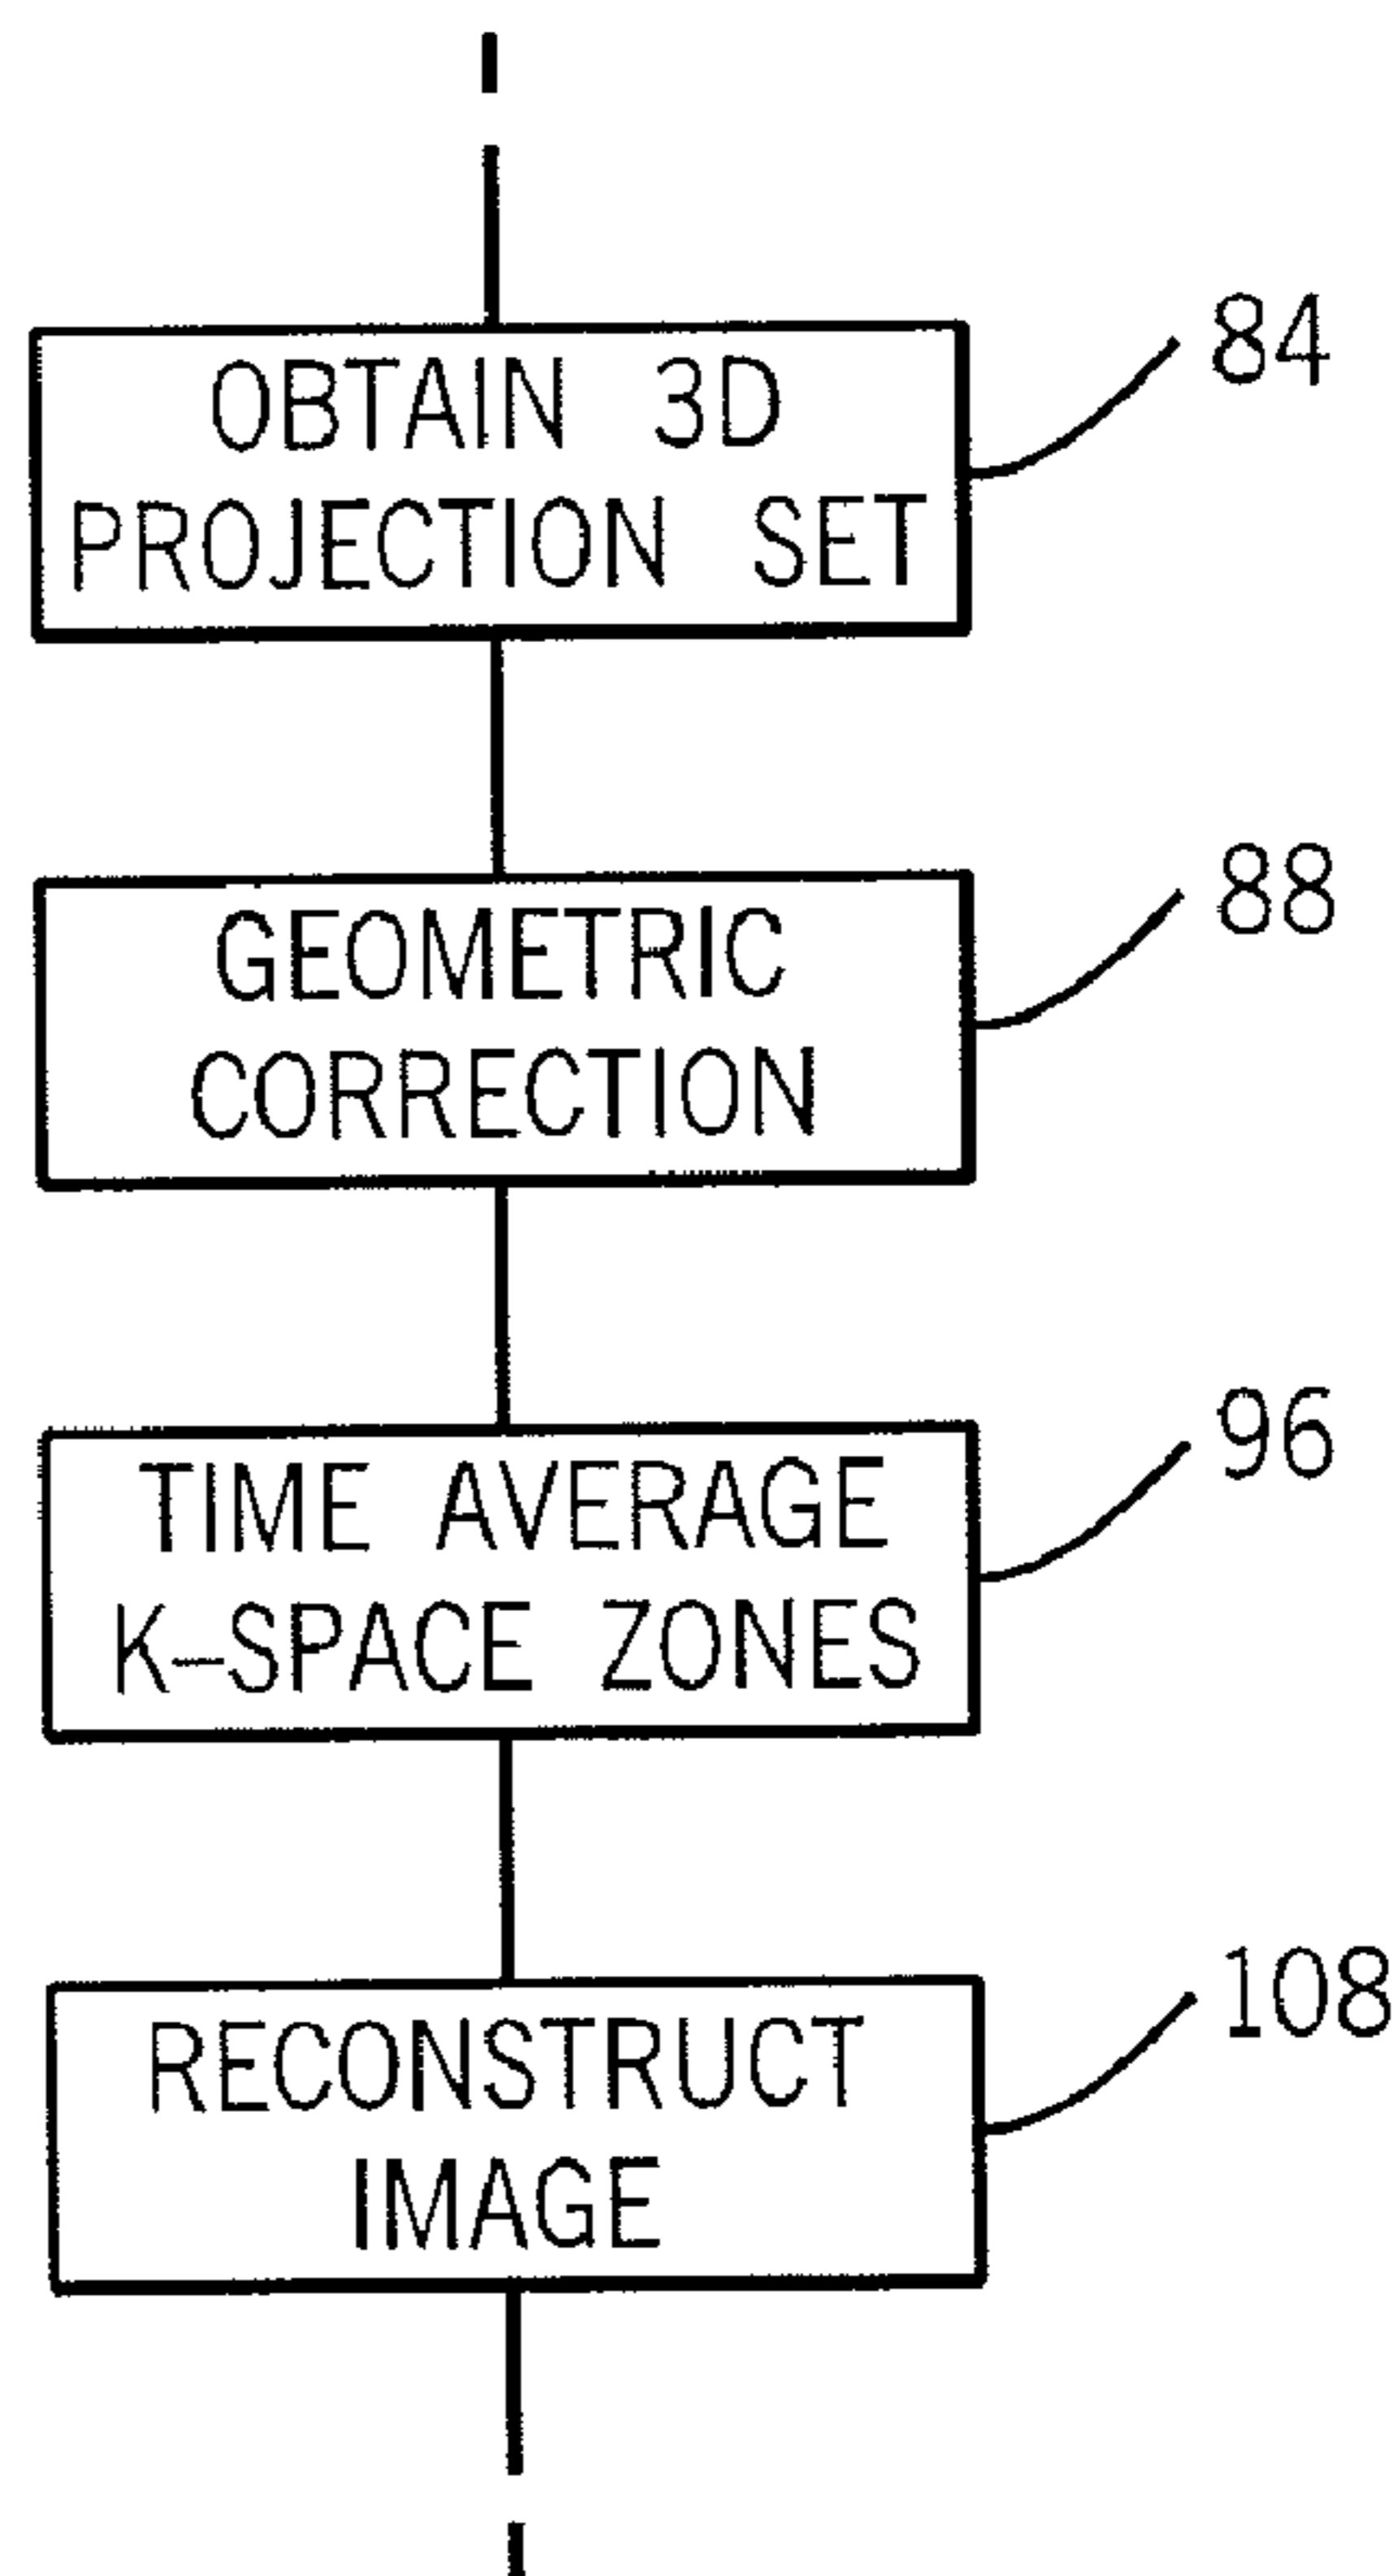 OBTAIN 3D
PROJECTION SET
84
GEOMETRIC
CORRECTION
88
TIME AVERAGE
K-SPACE ZONES
96
RECONSTRUCT
IMAGE
108